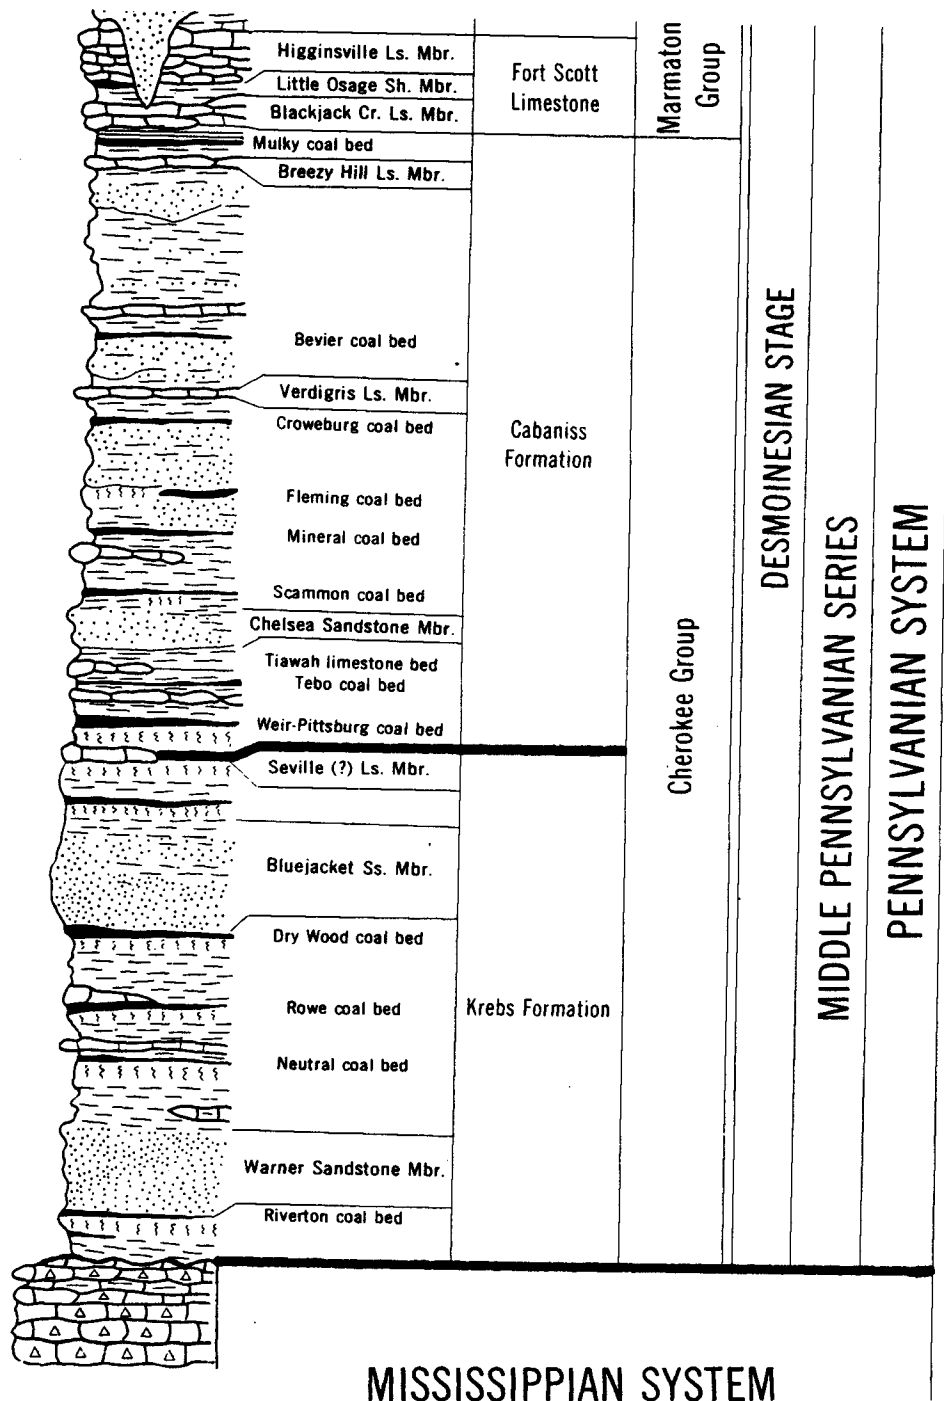 Higginsville Ls. Mbr.
Little Osage Sh. Mbr.
Blackjack Cr. Ls. Mbr.
Mulky coal bed
Breezy Hill Ls. Mbr.
Bevier coal bed
Verdigris Ls. Mbr.
Croweburg coal bed
Fleming coal bed
Mineral coal bed
Scammon coal bed
Chelsea Sandstone Mbr.
Tiawah limestone bed
Tebo coal bed
Weir-Pittsburg coal bed
Seville (?) Ls. Mbr.
Bluejacket Ss. Mbr.
Dry Wood coal bed
Rowe coal bed
Neutral coal bed
Warner Sandstone Mbr.
Riverton coal bed
Fort Scott
Limestone
Cabaniss
Formation
Krebs Formation
Marmaton
Group
Cherokee Group
DESMOINESIAN STAGE
MIDDLE PENNSYLVANIAN SERIES
PENNSYLVANIAN SYSTEM
MISSISSIPPIAN SYSTEM